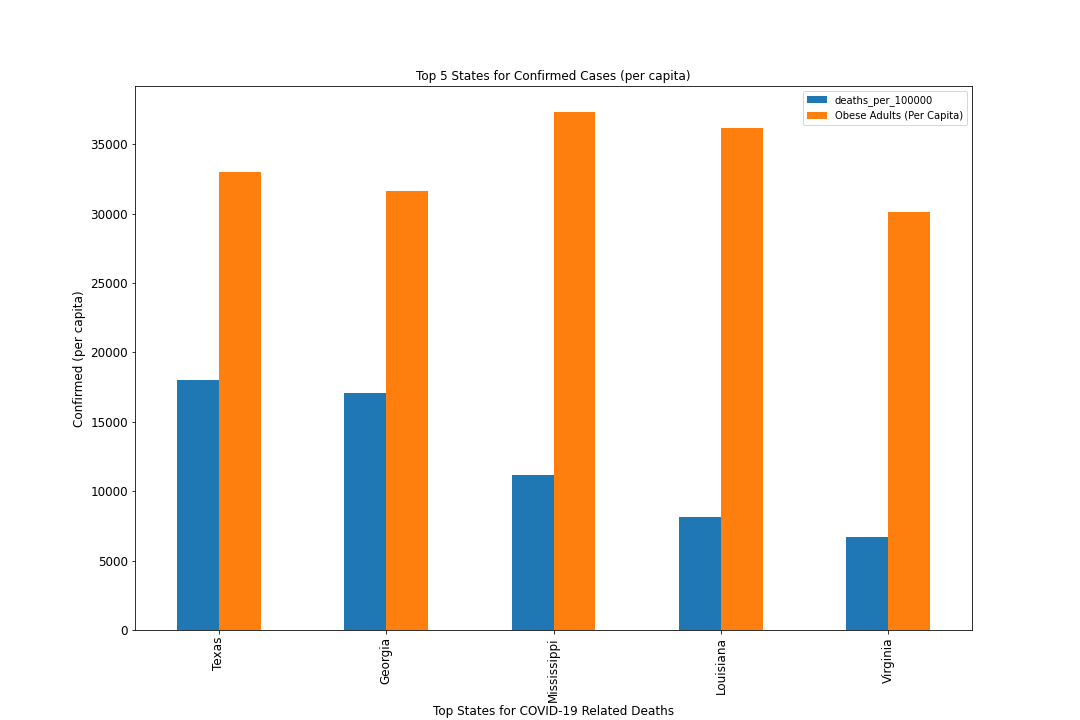 Top 5 States for Confirmed Cases (per capita)
deaths_per_100000
Obese Adults (Per Capita)
Confirmed (per capita)
35000
30000
25000
20000
15000
10000
5000
0
Texas
Georgia
Mississippi
Louisiana
Virginia
Top States for COVID-19 Related Deaths